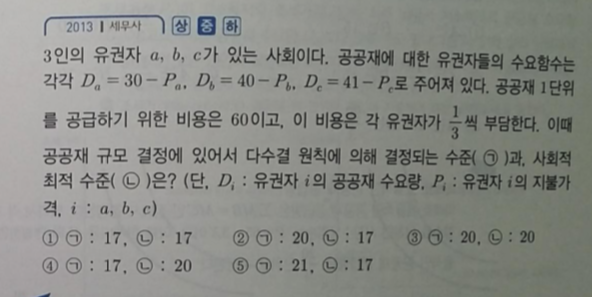 2013 | 세무사 상 중 하
3인의 유권자 a, b, c가 있는 사회이다. 공공재에 대한 유권자들의 수요함수는
각각 Dₐ = 30 − Pₐ, D_b = 40 − P_b, D_c = 41 − P_c로 주어져 있다. 공공재 1단위
를 공급하기 위한 비용은 60이고, 이 비용은 각 유권자가 1/3씩 부담한다. 이때
공공재 규모 결정에 있어서 다수결 원칙에 의해 결정되는 수준( ㉠ )과, 사회적
최적 수준( ㉡ )은? (단, D_i : 유권자 i의 공공재 수요량, P_i : 유권자 i의 지불가
격, i : a, b, c)
① ㉠ : 17, ㉡ : 17 ② ㉠ : 20, ㉡ : 17 ③ ㉠ : 20, ㉡ : 20
④ ㉠ : 17, ㉡ : 20 ⑤ ㉠ : 21, ㉡ : 17